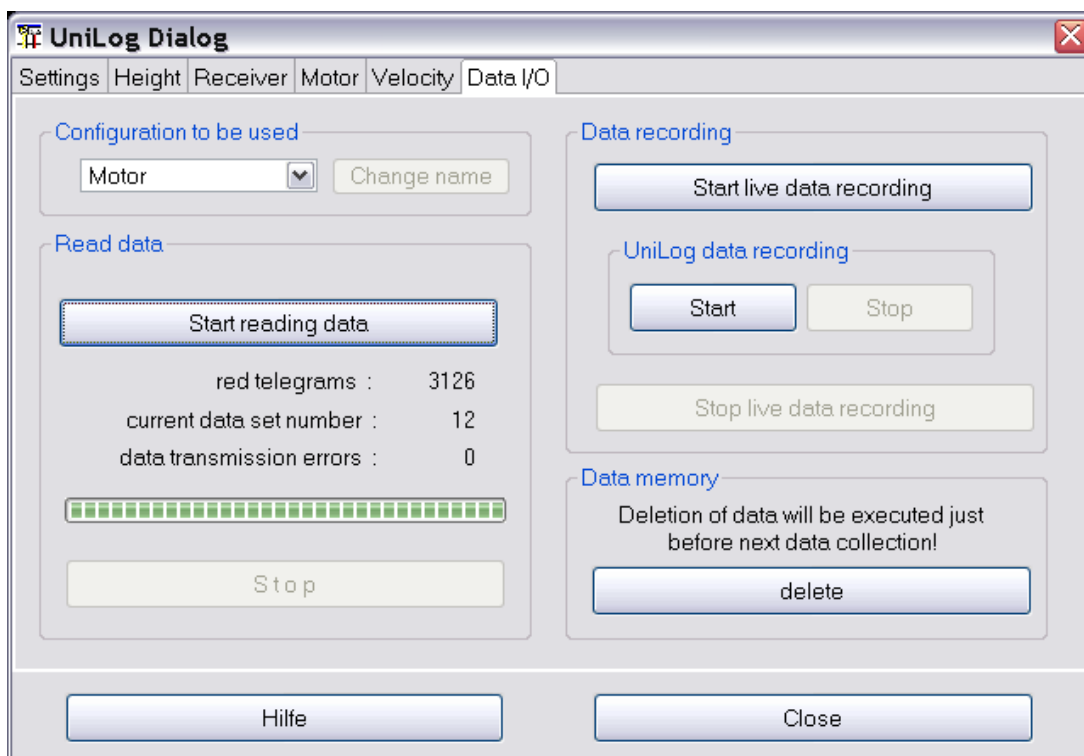 UniLog Dialog
Settings Height Receiver Motor Velocity Data I/O
Configuration to be used
Motor Change name
Read data
Start reading data
red telegrams : 3126
current data set number : 12
data transmission errors : 0
Stop
Data recording
Start live data recording
UniLog data recording
Start Stop
Stop live data recording
Data memory
Deletion of data will be executed just
before next data collection!
delete
Hilfe Close